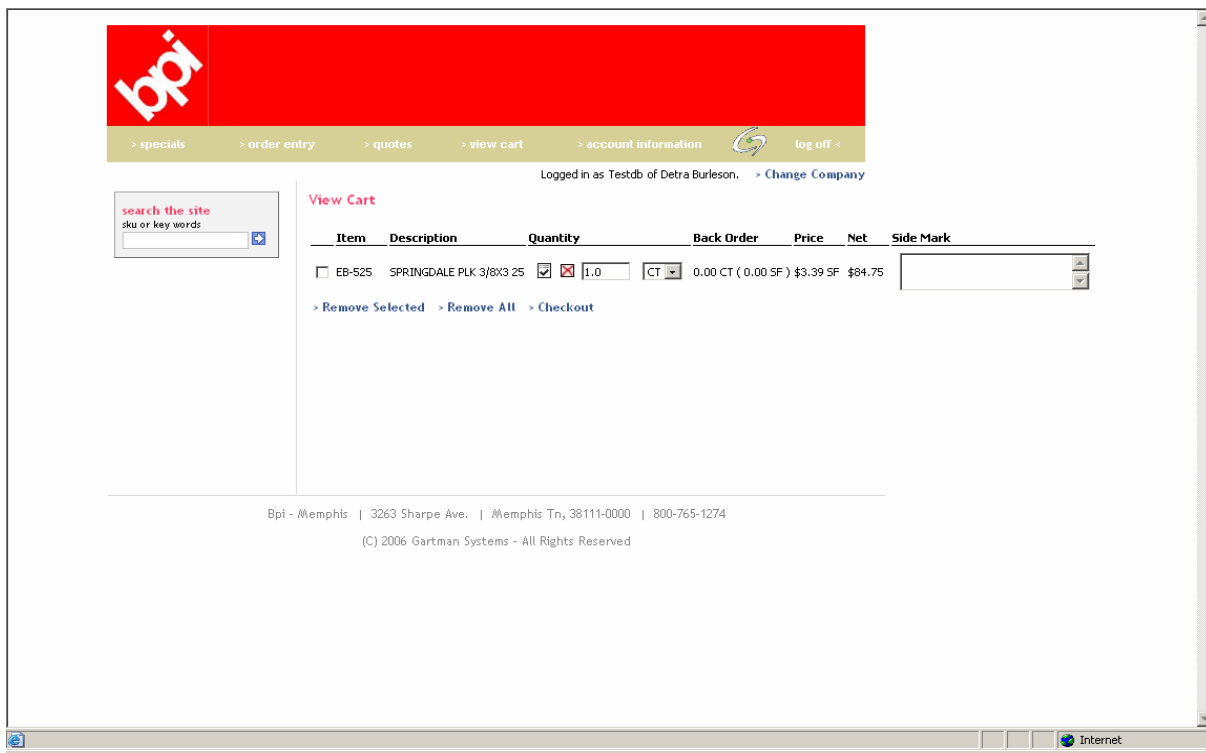 bpi
> specials > order entry > quotes > view cart > account information log off <
Logged in as Testdb of Detra Burleson. > Change Company
search the site
sku or key words
View Cart
Item Description Quantity Back Order Price Net Side Mark
EB-525 SPRINGDALE PLK 3/8X3 25 1.0 CT 0.00 CT ( 0.00 SF ) $3.39 SF $84.75
> Remove Selected > Remove All > Checkout
Bpi - Memphis | 3263 Sharpe Ave. | Memphis Tn, 38111-0000 | 800-765-1274
(C) 2006 Gartman Systems - All Rights Reserved
Internet